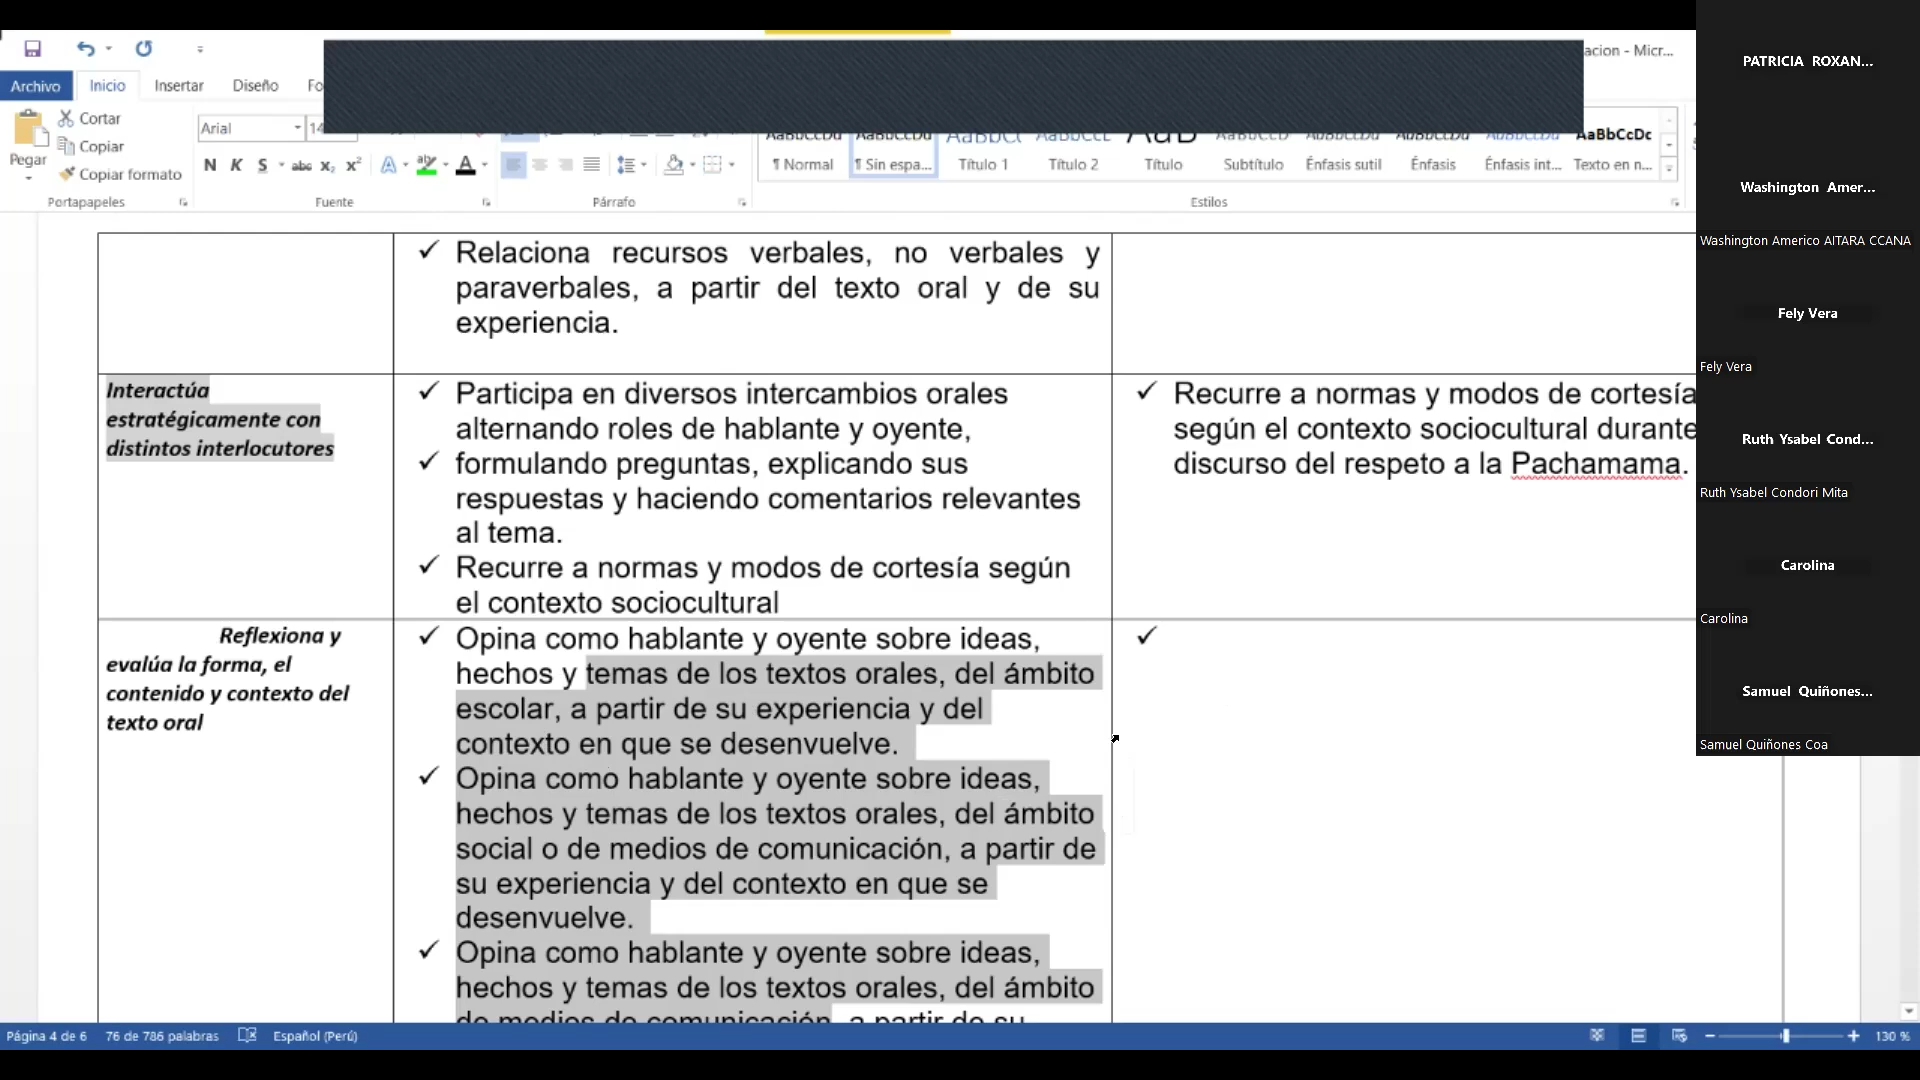 acion - Micr...
Archivo
Inicio
Insertar
Diseño
Fo
Pegar
Cortar
Copiar
Copiar formato
Portapapeles
Arial
14
N K S abc x₂ x² A aby A
Fuente
Párrafo
¶ Normal
¶ Sin espa...
Título 1
Título 2
Título
Subtítulo
Énfasis sutil
Énfasis
Énfasis int...
AaBbCcDc
Texto en n...
Estilos
Relaciona recursos verbales, no verbales y
paraverbales, a partir del texto oral y de su
experiencia.
Interactúa
estratégicamente con
distintos interlocutores
✓ Participa en diversos intercambios orales
alternando roles de hablante y oyente,
✓ formulando preguntas, explicando sus
respuestas y haciendo comentarios relevantes
al tema.
✓ Recurre a normas y modos de cortesía según
el contexto sociocultural
✓ Recurre a normas y modos de cortesía
según el contexto sociocultural durante
discurso del respeto a la Pachamama.
Reflexiona y
evalúa la forma, el
contenido y contexto del
texto oral
✓ Opina como hablante y oyente sobre ideas,
hechos y temas de los textos orales, del ámbito
escolar, a partir de su experiencia y del
contexto en que se desenvuelve.
✓ Opina como hablante y oyente sobre ideas,
hechos y temas de los textos orales, del ámbito
social o de medios de comunicación, a partir de
su experiencia y del contexto en que se
desenvuelve.
✓ Opina como hablante y oyente sobre ideas,
hechos y temas de los textos orales, del ámbito
de medios de comunicación, a partir de su
✓
PATRICIA ROXAN...
Washington Amer...
Washington Americo AITARA CCANA
Fely Vera
Fely Vera
Ruth Ysabel Cond...
Ruth Ysabel Condori Mita
Carolina
Carolina
Samuel Quiñones...
Samuel Quiñones Coa
Página 4 de 6
76 de 786 palabras
Español (Perú)
130 %